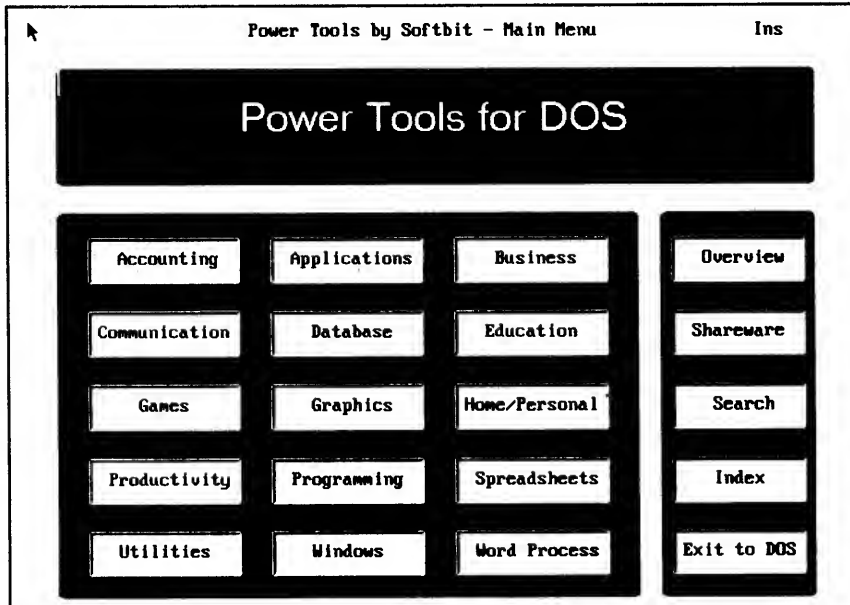 Power Tools by Softbit - Main Menu Ins
Power Tools for DOS
Accounting Applications Business Overview
Communication Database Education Shareware
Games Graphics Home/Personal Search
Productivity Programming Spreadsheets Index
Utilities Windows Word Process Exit to DOS